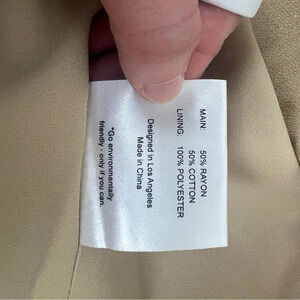 MAIN: 50% RAYON
50% COTTON
LINING: 100% POLYESTER
Designed in Los Angeles
Made in China
*Go environmentally
friendly - only if you can.